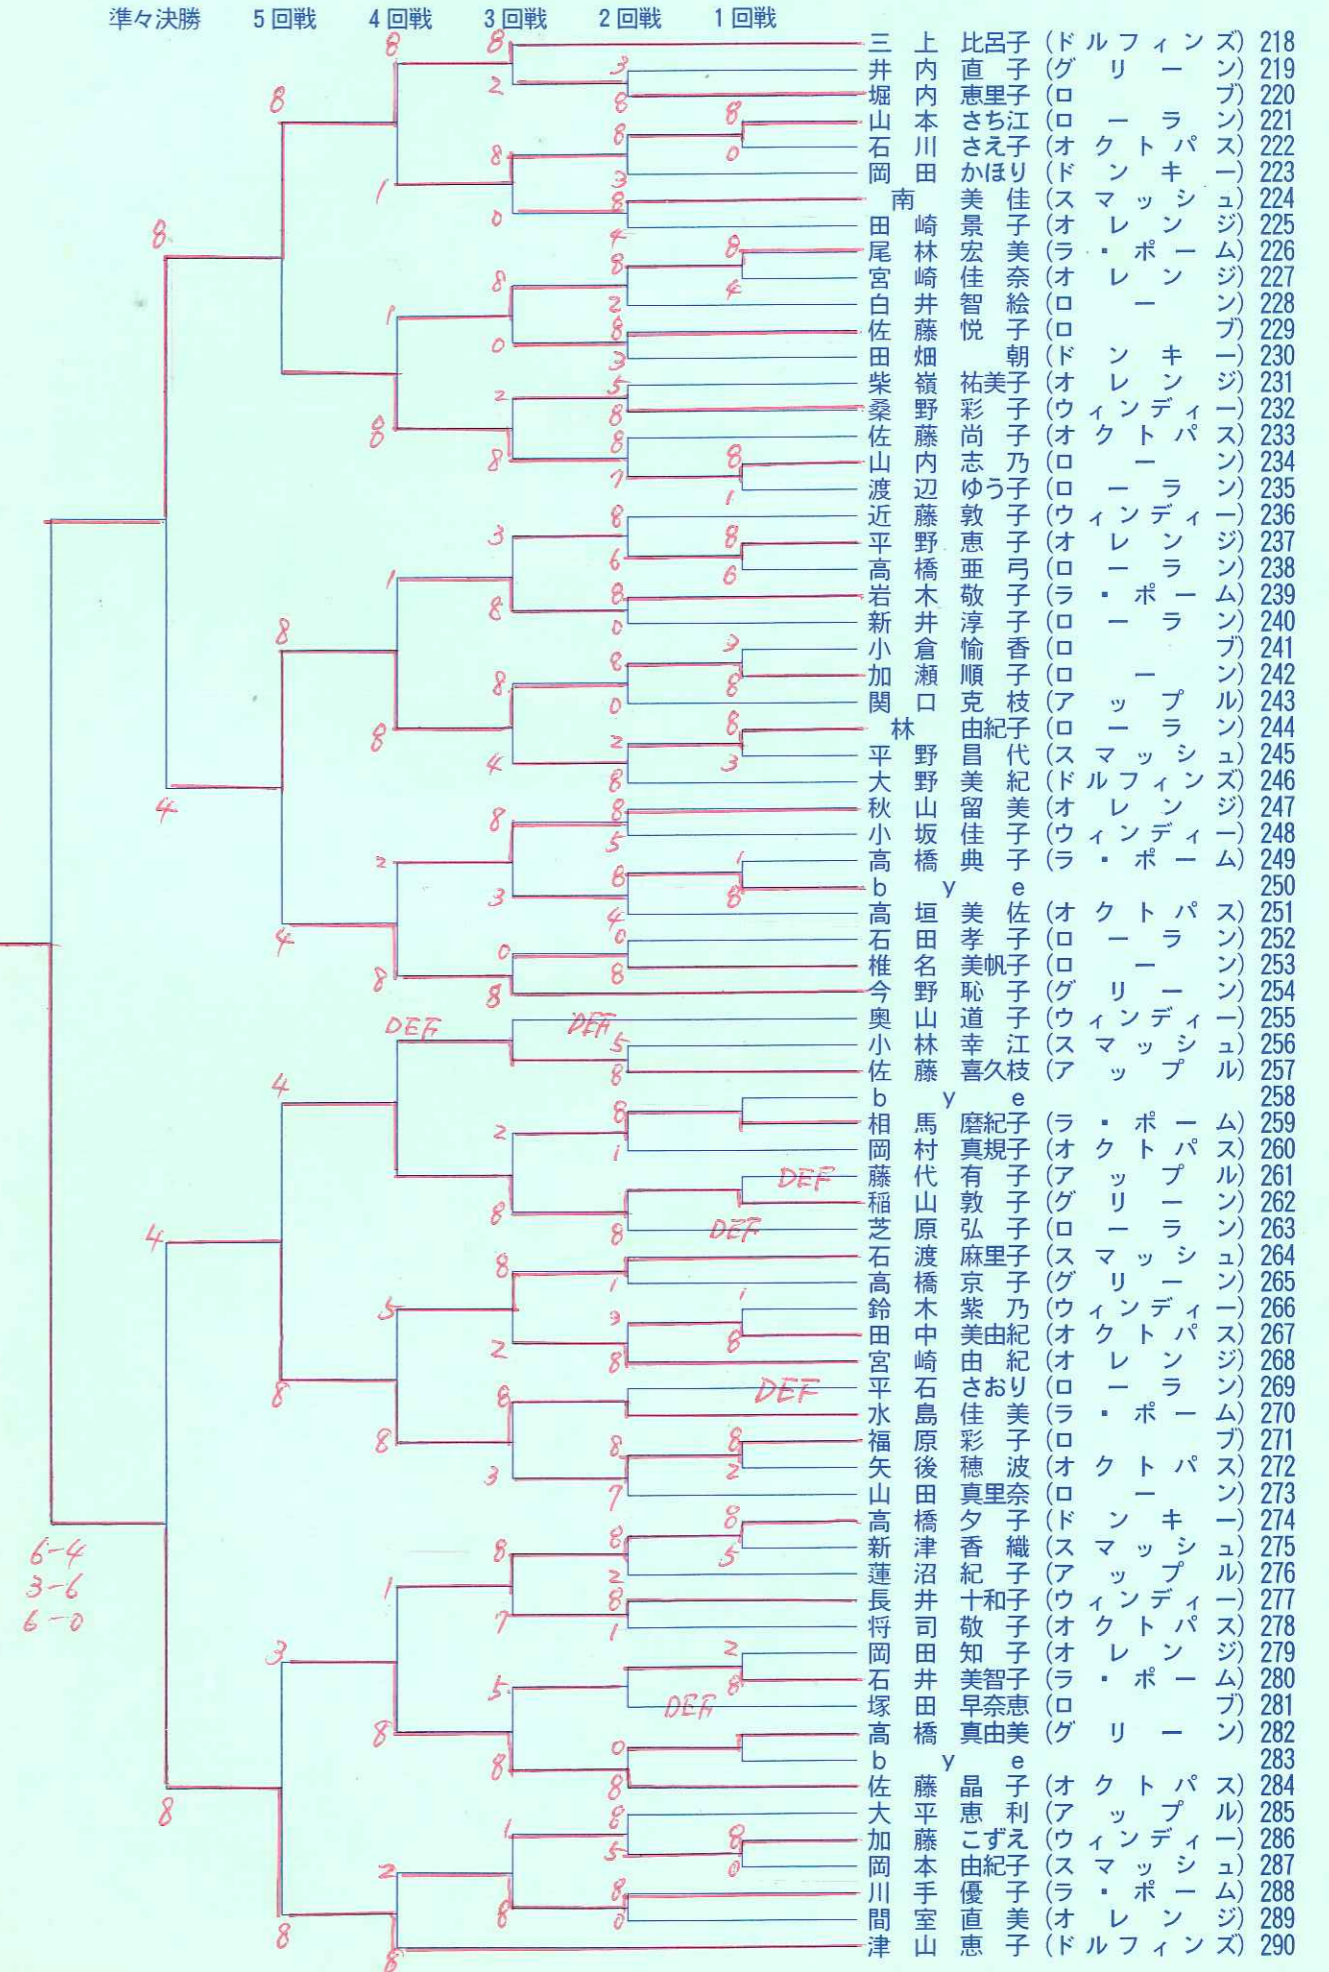 準々決勝 5回戦 4回戦 3回戦 2回戦 1回戦
三上 比呂子 (ドルフィンズ) 218
井内 直子 (グリーン) 219
堀内 恵里子 (ロブ) 220
山本 さち江 (ローラン) 221
石川 さえ子 (オクトパス) 222
岡田 かほり (ドンキー) 223
南 美佳 (スマッシュ) 224
田崎 景子 (オレンジ) 225
尾林 宏美 (ラ・ポーム) 226
宮崎 佳奈 (オレンジ) 227
白井 智絵 (ローン) 228
佐藤 悦子 (ロブ) 229
田畑 朝 (ドンキー) 230
柴嶺 祐美子 (オレンジ) 231
桑野 彩子 (ウィンディー) 232
佐藤 尚子 (オクトパス) 233
山内 志乃 (ローン) 234
渡辺 ゆう子 (ローラン) 235
近藤 敦子 (ウィンディー) 236
平野 恵子 (オレンジ) 237
高橋 亜弓 (ローラン) 238
岩木 敬子 (ラ・ポーム) 239
新井 淳子 (ローラン) 240
小倉 愉香 (ロブ) 241
加瀬 順子 (ローン) 242
関口 克枝 (アップル) 243
林 由紀子 (ローラン) 244
平野 昌代 (スマッシュ) 245
大野 美紀 (ドルフィンズ) 246
秋山 留美 (オレンジ) 247
小坂 佳子 (ウィンディー) 248
高橋 典子 (ラ・ポーム) 249
bye 250
高垣 美佐 (オクトパス) 251
石田 孝子 (ローラン) 252
椎名 美帆子 (ローン) 253
今野 恥子 (グリーン) 254
奥山 道子 (ウィンディー) 255
小林 幸江 (スマッシュ) 256
佐藤 喜久枝 (アップル) 257
bye 258
相馬 磨紀子 (ラ・ポーム) 259
岡村 真規子 (オクトパス) 260
藤代 有子 (アップル) 261
稲山 敦子 (グリーン) 262
芝原 弘子 (ローラン) 263
石渡 麻里子 (スマッシュ) 264
高橋 京子 (グリーン) 265
鈴木 紫乃 (ウィンディー) 266
田中 美由紀 (オクトパス) 267
宮崎 由紀 (オレンジ) 268
平石 さおり (ローラン) 269
水島 佳美 (ラ・ポーム) 270
福原 彩子 (ロブ) 271
矢後 穂波 (オクトパス) 272
山田 真里奈 (ローン) 273
高橋 夕子 (ドンキー) 274
新津 香織 (スマッシュ) 275
蓮沼 紀子 (アップル) 276
長井 十和子 (ウィンディー) 277
将司 敬子 (オクトパス) 278
岡田 知子 (オレンジ) 279
石井 美智子 (ラ・ポーム) 280
塚田 早奈恵 (ロブ) 281
高橋 真由美 (グリーン) 282
bye 283
佐藤 晶子 (オクトパス) 284
大平 恵利 (アップル) 285
加藤 こずえ (ウィンディー) 286
岡本 由紀子 (スマッシュ) 287
川手 優子 (ラ・ポーム) 288
間室 直美 (オレンジ) 289
津山 恵子 (ドルフィンズ) 290
DEF DEF
DEF
DEF
DEF
DEF
6-4
3-6
6-0